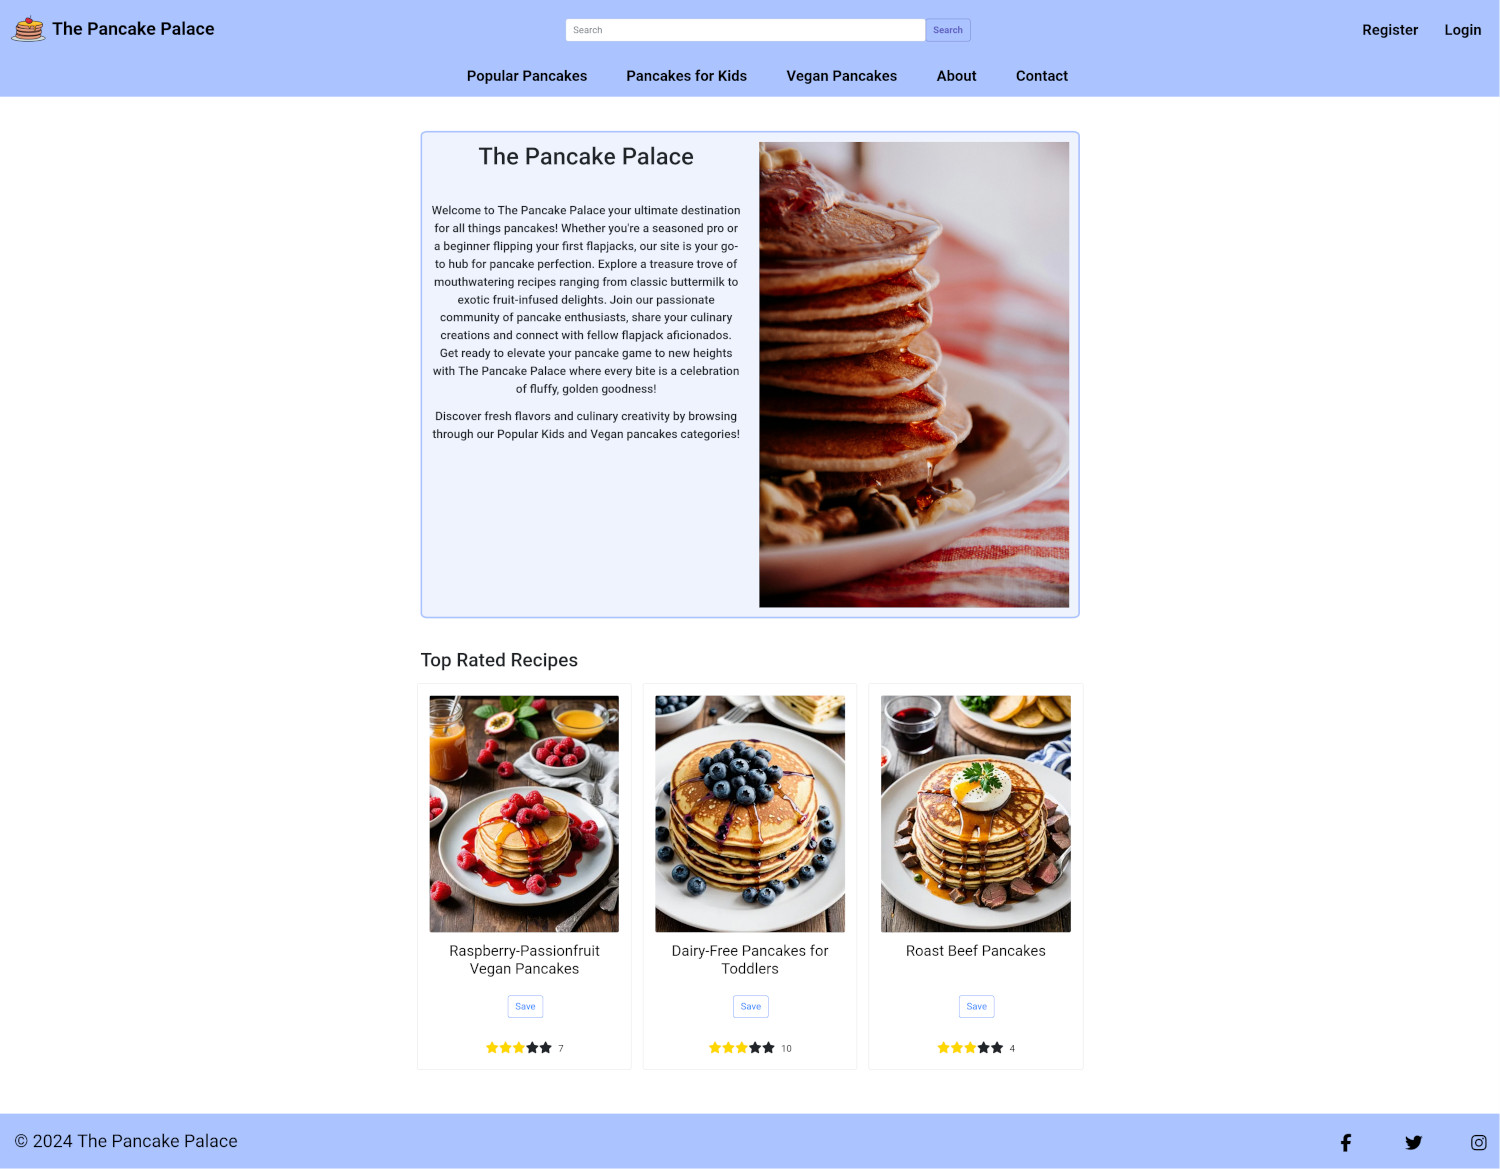 The Pancake Palace
Search
Search
Register
Login
Popular Pancakes
Pancakes for Kids
Vegan Pancakes
About
Contact
The Pancake Palace
Welcome to The Pancake Palace your ultimate destination
for all things pancakes! Whether you're a seasoned pro or
a beginner flipping your first flapjacks, our site is your go-
to hub for pancake perfection. Explore a treasure trove of
mouthwatering recipes ranging from classic buttermilk to
exotic fruit-infused delights. Join our passionate
community of pancake enthusiasts, share your culinary
creations and connect with fellow flapjack aficionados.
Get ready to elevate your pancake game to new heights
with The Pancake Palace where every bite is a celebration
of fluffy, golden goodness!
Discover fresh flavors and culinary creativity by browsing
through our Popular Kids and Vegan pancakes categories!
Top Rated Recipes
Raspberry-Passionfruit
Vegan Pancakes
Save
7
Dairy-Free Pancakes for
Toddlers
Save
10
Roast Beef Pancakes
Save
4
© 2024 The Pancake Palace